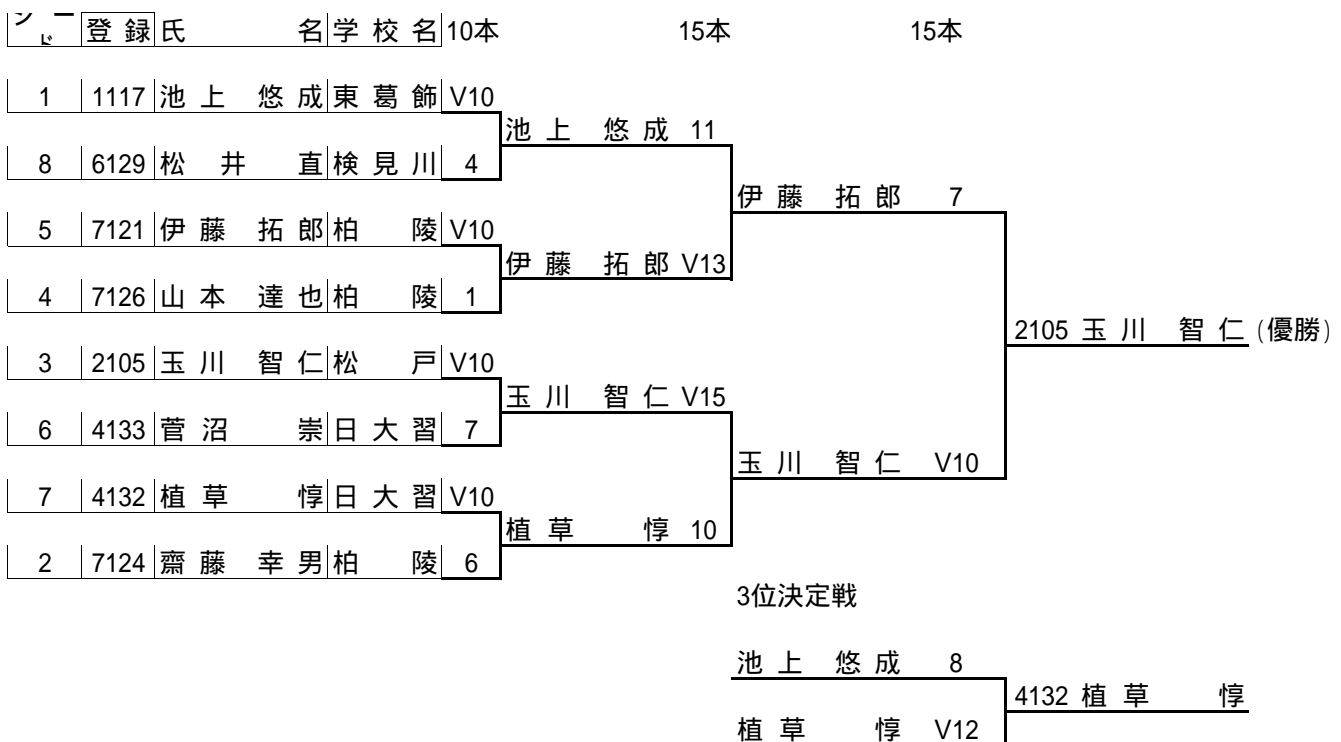 シード 登録 氏 名 学校名 10本 15本 15本
1 1117 池上 悠成 東葛飾 V10
池上 悠成 11
8 6129 松井 直 検見川 4
伊藤 拓郎 7
5 7121 伊藤 拓郎 柏陵 V10
伊藤 拓郎 V13
4 7126 山本 達也 柏陵 1
2105 玉川 智仁 (優勝)
3 2105 玉川 智仁 松戸 V10
玉川 智仁 V15
6 4133 菅沼 崇 日大習 7
玉川 智仁 V10
7 4132 植草 惇 日大習 V10
植草 惇 10
2 7124 齋藤 幸男 柏陵 6
3位決定戦
池上 悠成 8
4132 植草 惇
植草 惇 V12